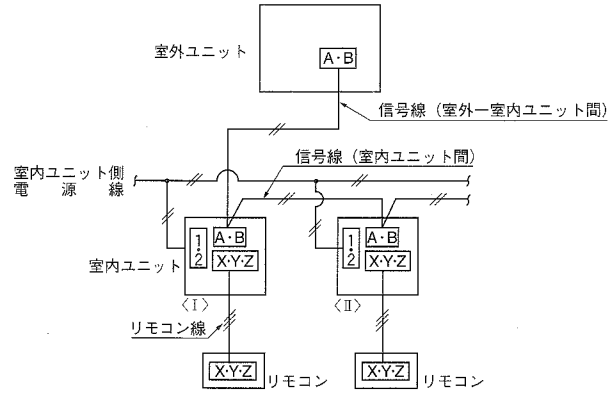 室外ユニット
A・B
信号線(室外ー室内ユニット間)
室内ユニット側
電源線
信号線(室内ユニット間)
1・2
A・B
X・Y・Z
室内ユニット
〈Ⅰ〉
1・2
A・B
X・Y・Z
〈Ⅱ〉
リモコン線
X・Y・Z
リモコン
X・Y・Z
リモコン